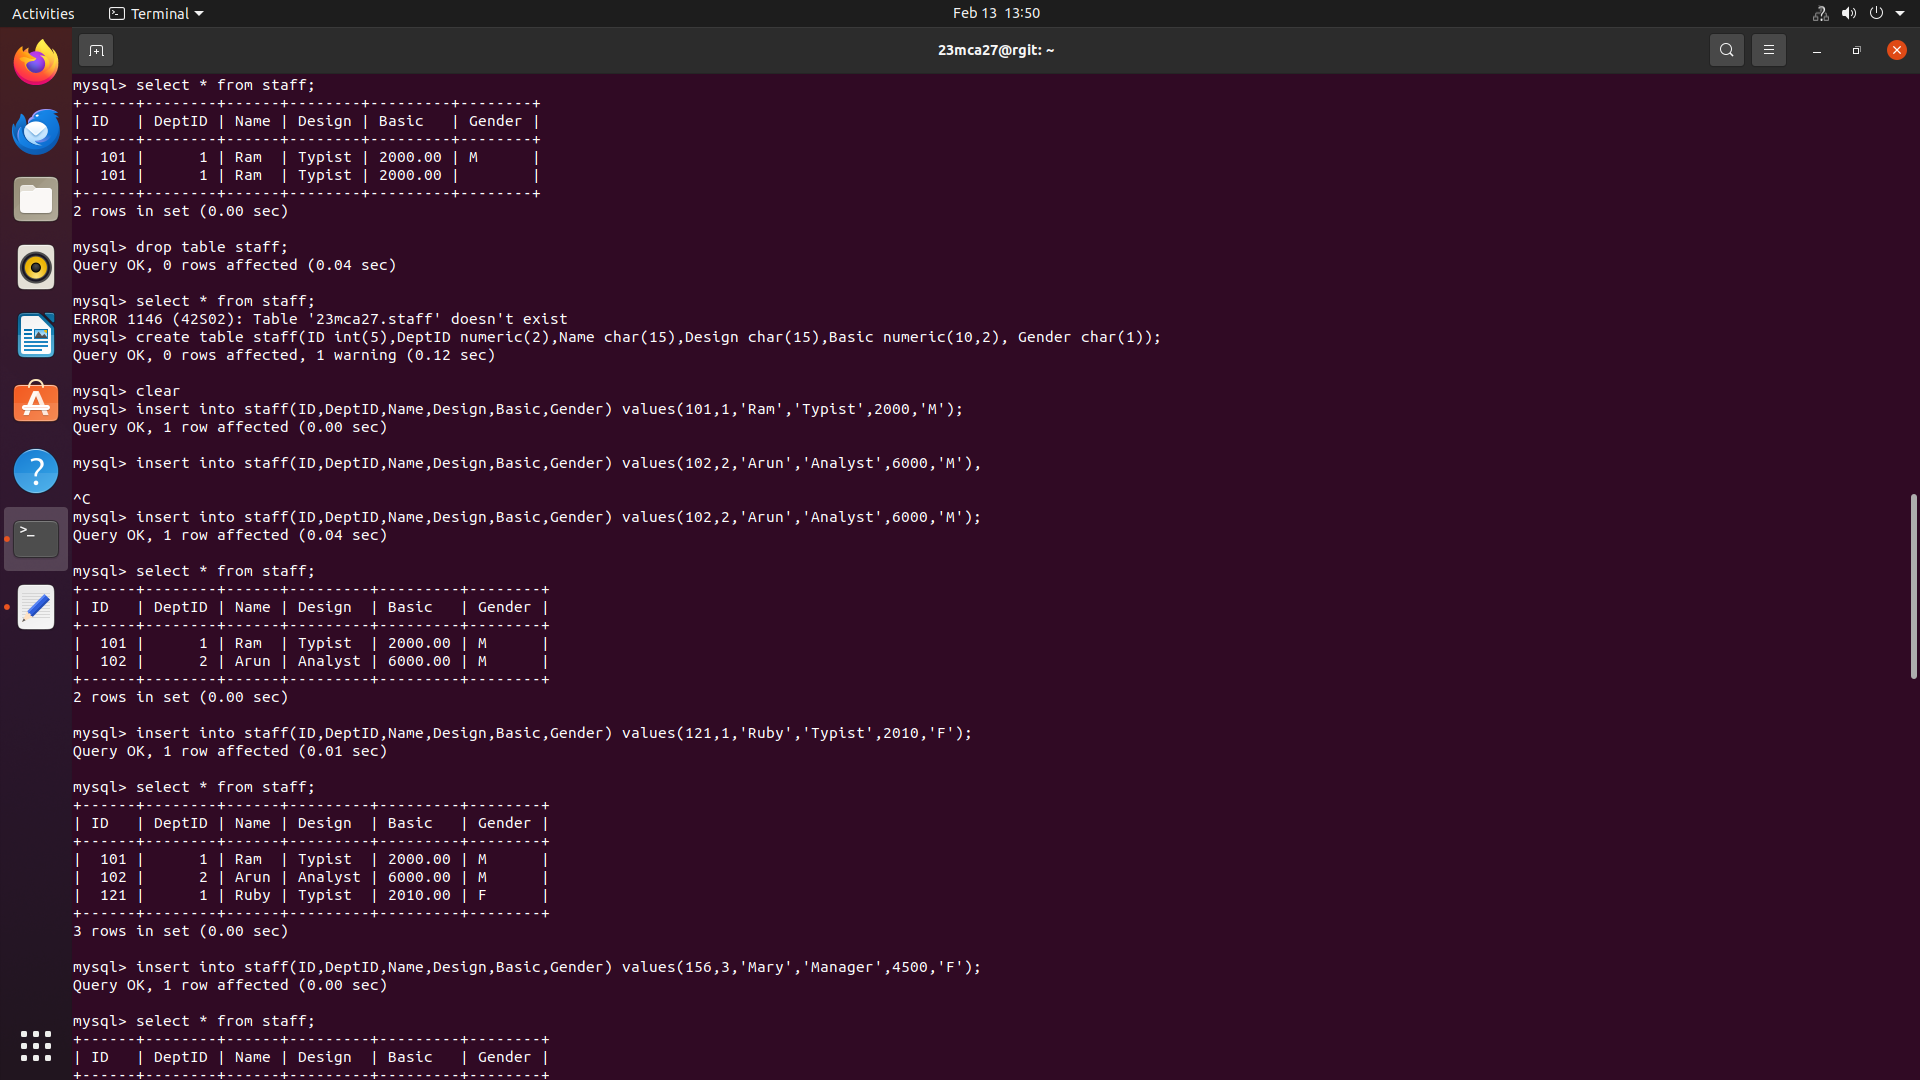 Activities
Terminal
Feb 13 13:50
23mca27@rgit: ~
mysql> select * from staff;
+------+--------+------+--------+---------+--------+
| ID   | DeptID | Name | Design | Basic   | Gender |
+------+--------+------+--------+---------+--------+
|  101 |      1 | Ram  | Typist | 2000.00 | M      |
|  101 |      1 | Ram  | Typist | 2000.00 |        |
+------+--------+------+--------+---------+--------+
2 rows in set (0.00 sec)
mysql> drop table staff;
Query OK, 0 rows affected (0.04 sec)
mysql> select * from staff;
ERROR 1146 (42S02): Table '23mca27.staff' doesn't exist
mysql> create table staff(ID int(5),DeptID numeric(2),Name char(15),Design char(15),Basic numeric(10,2), Gender char(1));
Query OK, 0 rows affected, 1 warning (0.12 sec)
mysql> clear
mysql> insert into staff(ID,DeptID,Name,Design,Basic,Gender) values(101,1,'Ram','Typist',2000,'M');
Query OK, 1 row affected (0.00 sec)
mysql> insert into staff(ID,DeptID,Name,Design,Basic,Gender) values(102,2,'Arun','Analyst',6000,'M'),
^C
mysql> insert into staff(ID,DeptID,Name,Design,Basic,Gender) values(102,2,'Arun','Analyst',6000,'M');
Query OK, 1 row affected (0.04 sec)
mysql> select * from staff;
+------+--------+------+---------+---------+--------+
| ID   | DeptID | Name | Design  | Basic   | Gender |
+------+--------+------+---------+---------+--------+
|  101 |      1 | Ram  | Typist  | 2000.00 | M      |
|  102 |      2 | Arun | Analyst | 6000.00 | M      |
+------+--------+------+---------+---------+--------+
2 rows in set (0.00 sec)
mysql> insert into staff(ID,DeptID,Name,Design,Basic,Gender) values(121,1,'Ruby','Typist',2010,'F');
Query OK, 1 row affected (0.01 sec)
mysql> select * from staff;
+------+--------+------+---------+---------+--------+
| ID   | DeptID | Name | Design  | Basic   | Gender |
+------+--------+------+---------+---------+--------+
|  101 |      1 | Ram  | Typist  | 2000.00 | M      |
|  102 |      2 | Arun | Analyst | 6000.00 | M      |
|  121 |      1 | Ruby | Typist  | 2010.00 | F      |
+------+--------+------+---------+---------+--------+
3 rows in set (0.00 sec)
mysql> insert into staff(ID,DeptID,Name,Design,Basic,Gender) values(156,3,'Mary','Manager',4500,'F');
Query OK, 1 row affected (0.00 sec)
mysql> select * from staff;
+------+--------+------+---------+---------+--------+
| ID   | DeptID | Name | Design  | Basic   | Gender |
+------+--------+------+---------+---------+--------+